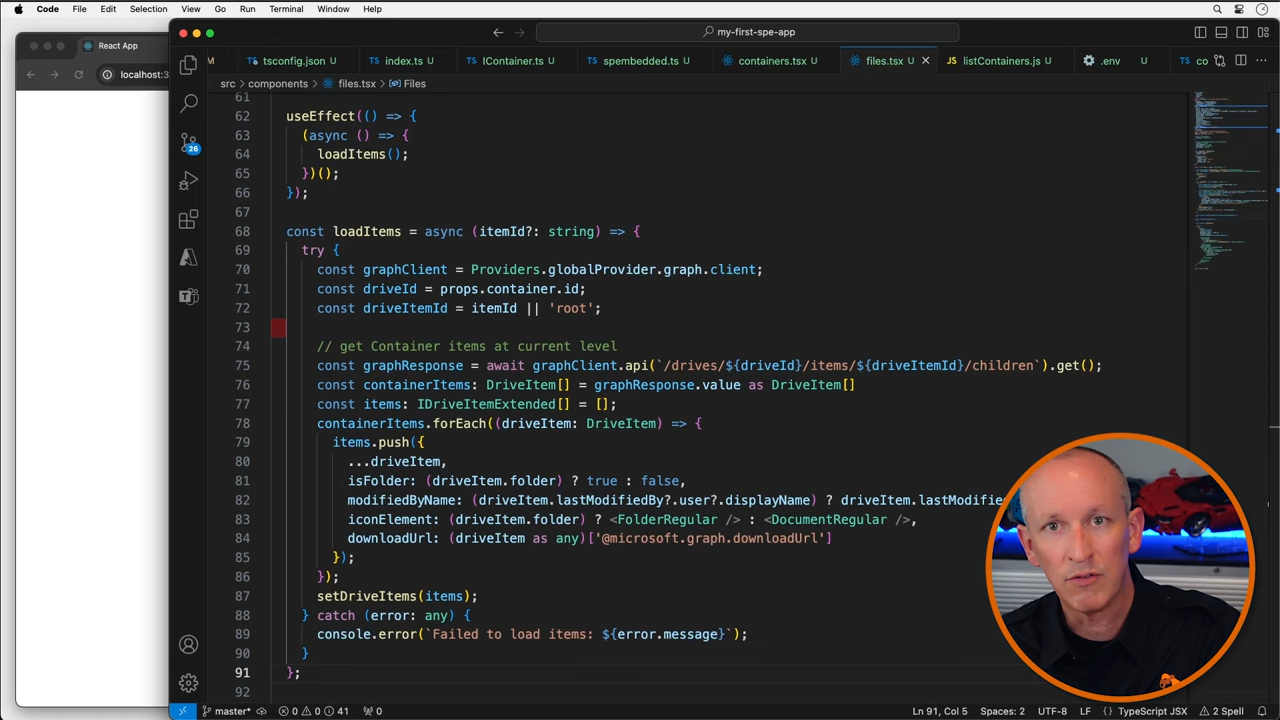 Code File Edit Selection View Go Run Terminal Window Help
React App
localhost:3
my-first-spe-app
M tsconfig.json U index.ts U IContainer.ts U spembedded.ts U containers.tsx U files.tsx U listContainers.js U .env U co
src > components > files.tsx > Files
61
62 useEffect(() => {
63 (async () => {
64 loadItems();
65 })();
66 });
67
68 const loadItems = async (itemId?: string) => {
69 try {
70 const graphClient = Providers.globalProvider.graph.client;
71 const driveId = props.container.id;
72 const driveItemId = itemId || 'root';
73
74 // get Container items at current level
75 const graphResponse = await graphClient.api(`/drives/${driveId}/items/${driveItemId}/children`).get();
76 const containerItems: DriveItem[] = graphResponse.value as DriveItem[]
77 const items: IDriveItemExtended[] = [];
78 containerItems.forEach((driveItem: DriveItem) => {
79 items.push({
80 ...driveItem,
81 isFolder: (driveItem.folder) ? true : false,
82 modifiedByName: (driveItem.lastModifiedBy?.user?.displayName) ? driveItem.lastModifie
83 iconElement: (driveItem.folder) ? <FolderRegular /> : <DocumentRegular />,
84 downloadUrl: (driveItem as any)['@microsoft.graph.downloadUrl']
85 });
86 });
87 setDriveItems(items);
88 } catch (error: any) {
89 console.error(`Failed to load items: ${error.message}`);
90 }
91 };
92
26
master* 0 0 41 0 Ln 91, Col 5 Spaces: 2 UTF-8 LF {} TypeScript JSX 2 Spell